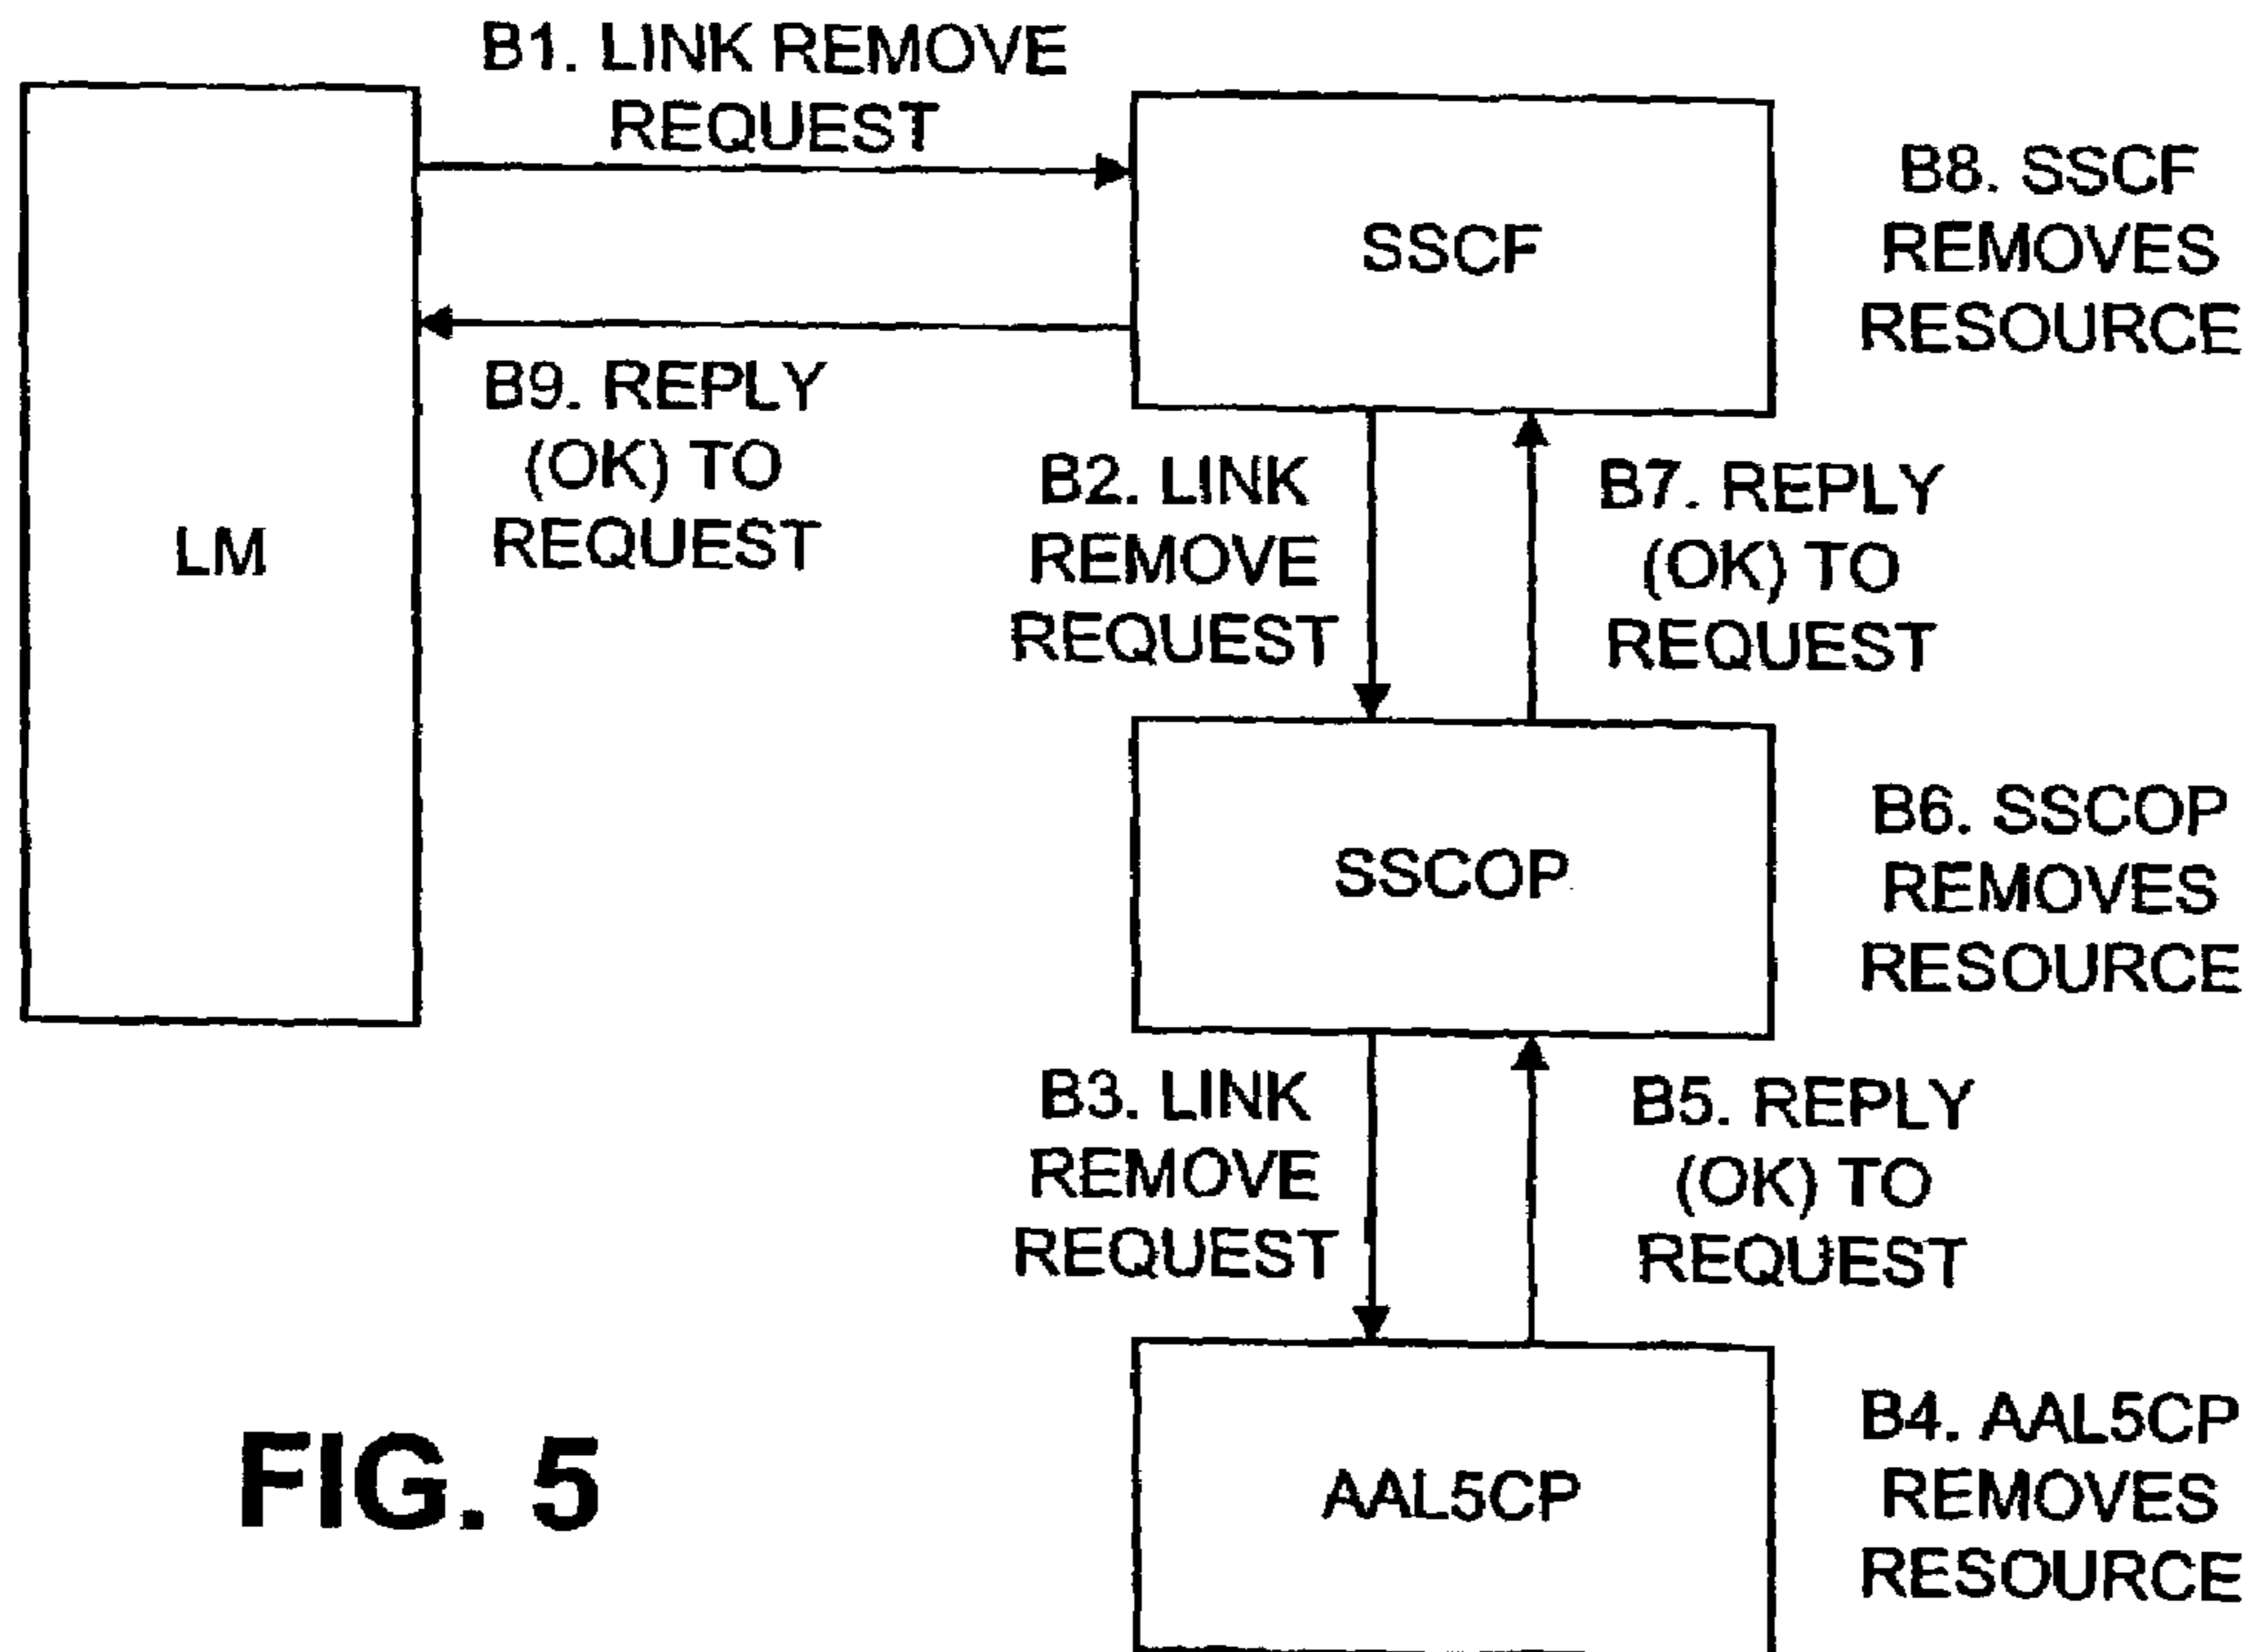 B1. LINK REMOVE
REQUEST
SSCF
B8. SSCF
REMOVES
RESOURCE
LM
B9. REPLY
(OK) TO
REQUEST
B2. LINK
REMOVE
REQUEST
B7. REPLY
(OK) TO
REQUEST
SSCOP
B6. SSCOP
REMOVES
RESOURCE
B3. LINK
REMOVE
REQUEST
B5. REPLY
(OK) TO
REQUEST
AAL5CP
B4. AAL5CP
REMOVES
RESOURCE
FIG. 5